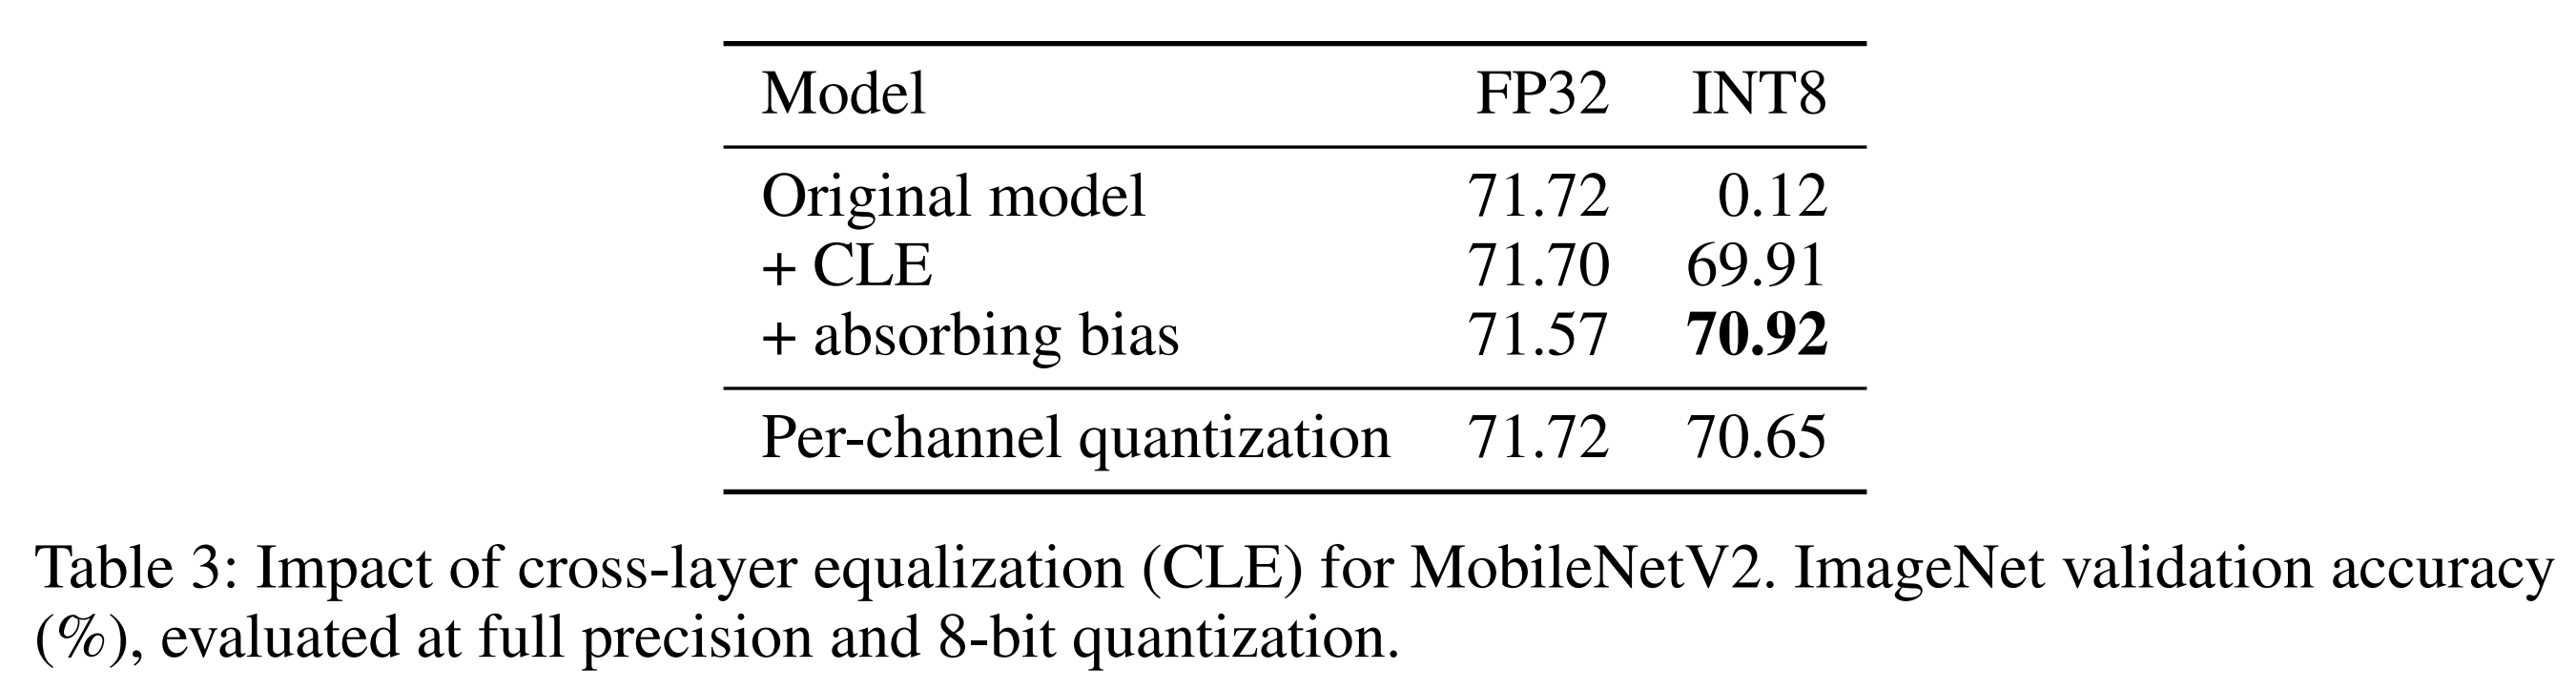 Model FP32 INT8
Original model 71.72 0.12
+ CLE 71.70 69.91
+ absorbing bias 71.57 70.92
Per-channel quantization 71.72 70.65
Table 3: Impact of cross-layer equalization (CLE) for MobileNetV2. ImageNet validation accuracy
(%), evaluated at full precision and 8-bit quantization.